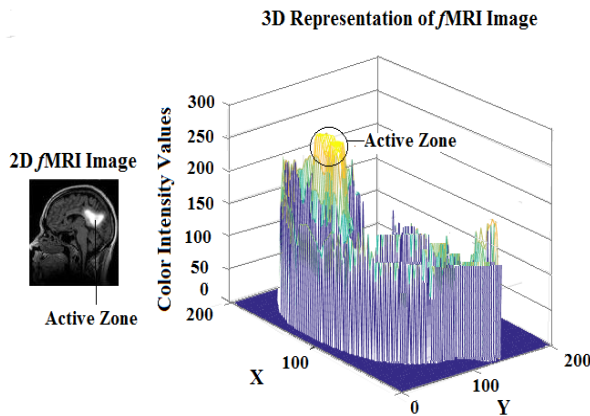 3D Representation of fMRI Image
300
250
200
150
100
50
0
Color Intensity Values
Active Zone
2D fMRI Image
Active Zone
200
100
0
X
100
200
Y